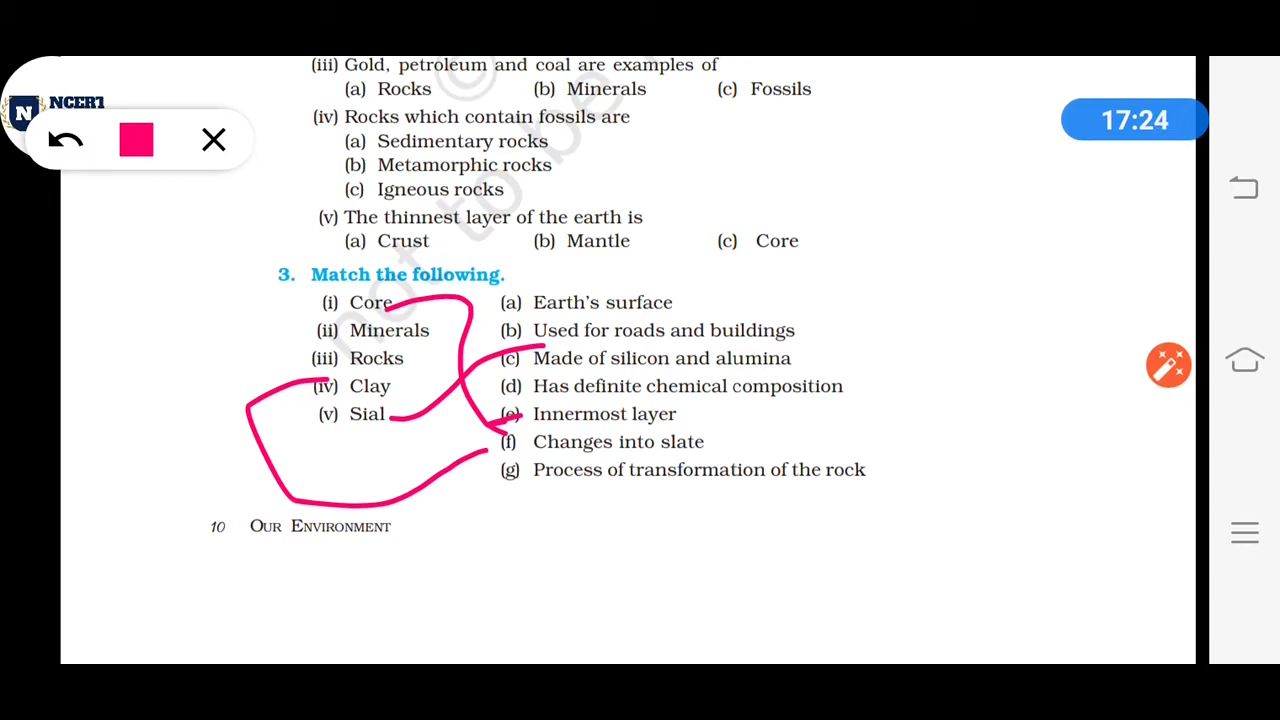 (iii) Gold, petroleum and coal are examples of
(a) Rocks (b) Minerals (c) Fossils
NCERT
N
17:24
(iv) Rocks which contain fossils are
(a) Sedimentary rocks
(b) Metamorphic rocks
(c) Igneous rocks
(v) The thinnest layer of the earth is
(a) Crust (b) Mantle (c) Core
3. Match the following.
(i) Core (a) Earth's surface
(ii) Minerals (b) Used for roads and buildings
(iii) Rocks (c) Made of silicon and alumina
(iv) Clay (d) Has definite chemical composition
(v) Sial (e) Innermost layer
(f) Changes into slate
(g) Process of transformation of the rock
10 OUR ENVIRONMENT
© not to be